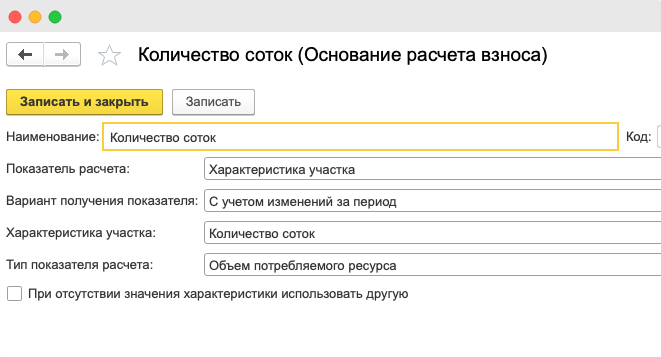 Количество соток (Основание расчета взноса)
Записать и закрыть Записать
Наименование: Количество соток Код:
Показатель расчета: Характеристика участка
Вариант получения показателя: С учетом изменений за период
Характеристика участка: Количество соток
Тип показателя расчета: Объем потребляемого ресурса
При отсутствии значения характеристики использовать другую